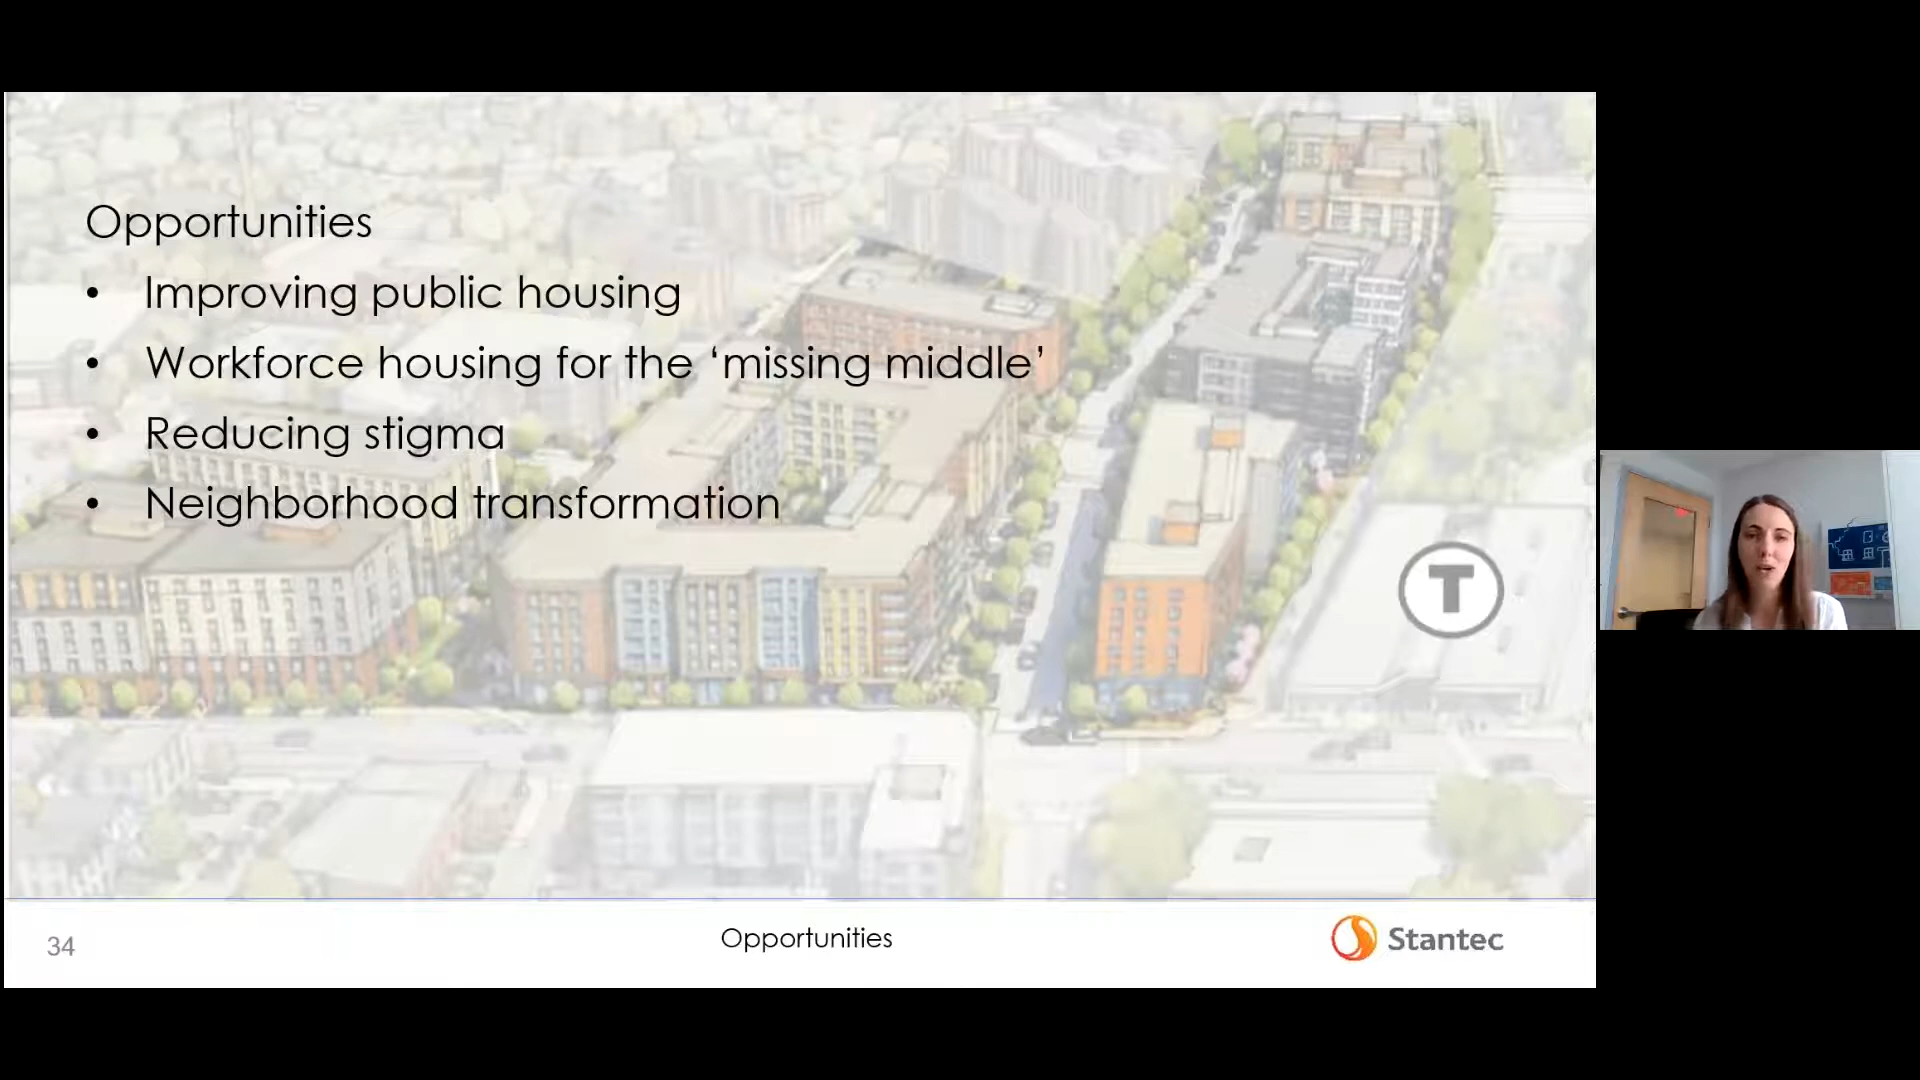 Opportunities
• Improving public housing
• Workforce housing for the ‘missing middle’
• Reducing stigma
• Neighborhood transformation
T
34
Opportunities
Stantec